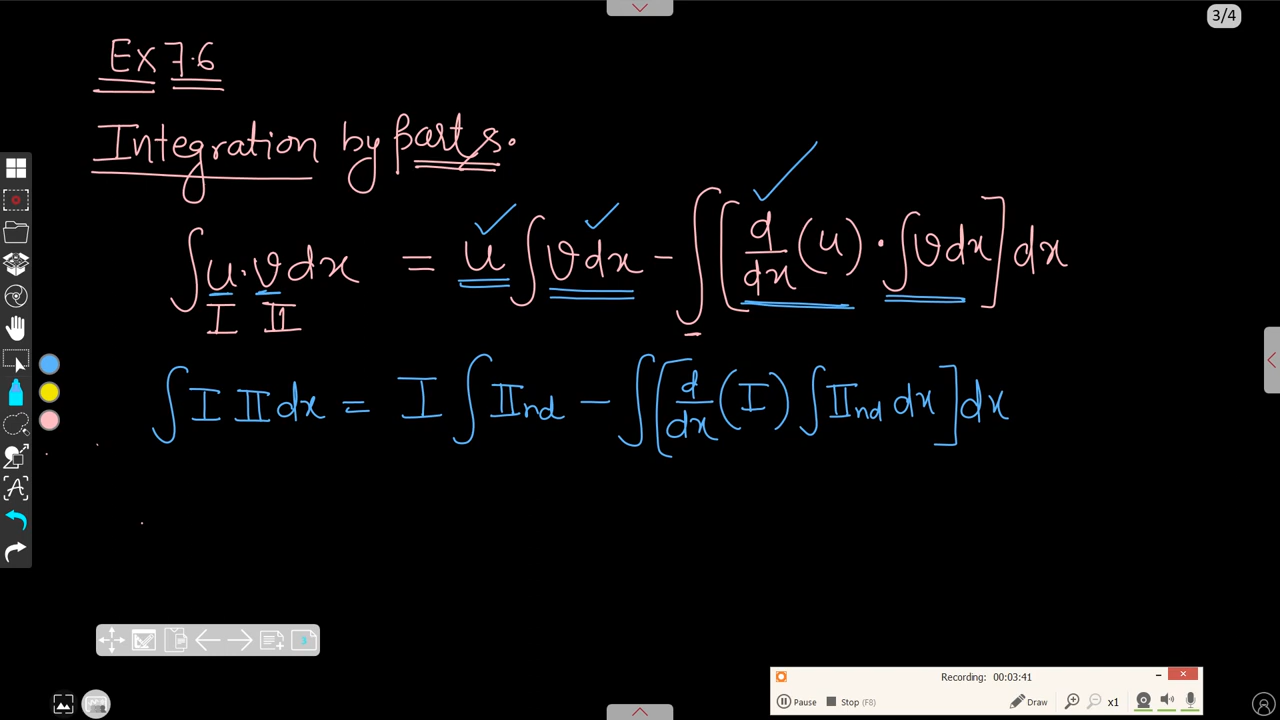 3/4
Ex 7.6
Integration by parts.
∫u·v dx = u ∫v dx - ∫[d/dx (u) · ∫v dx] dx
I II
∫ I II dx = I ∫ IInd - ∫[d/dx (I) ∫ IInd dx] dx
Recording: 00:03:41
Pause Stop (F8) Draw x1